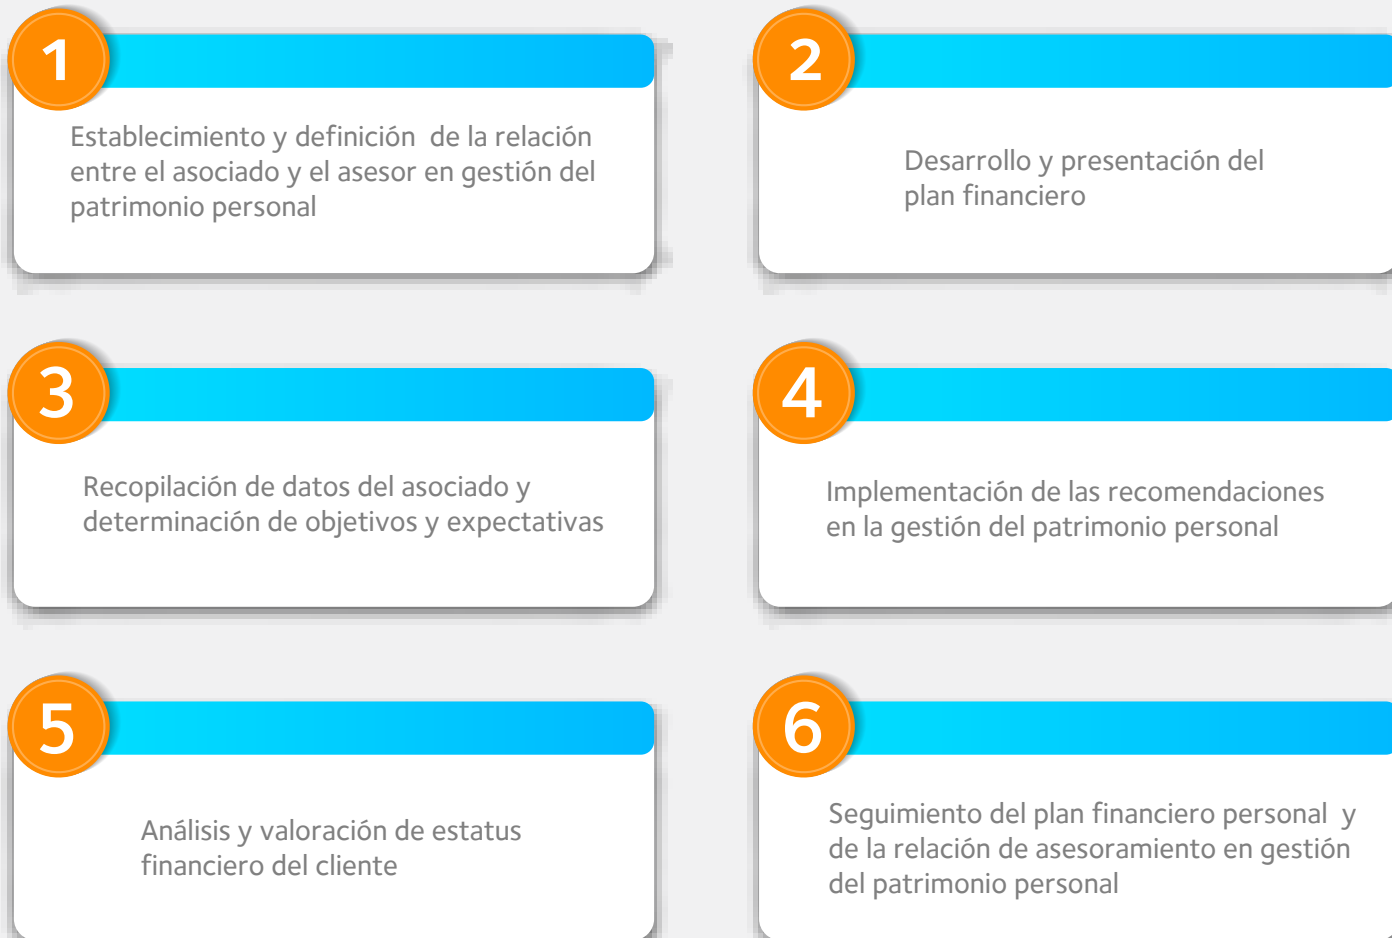 1
Establecimiento y definición de la relación
entre el asociado y el asesor en gestión del
patrimonio personal
2
Desarrollo y presentación del
plan financiero
3
Recopilación de datos del asociado y
determinación de objetivos y expectativas
4
Implementación de las recomendaciones
en la gestión del patrimonio personal
5
Análisis y valoración de estatus
financiero del cliente
6
Seguimiento del plan financiero personal y
de la relación de asesoramiento en gestión
del patrimonio personal